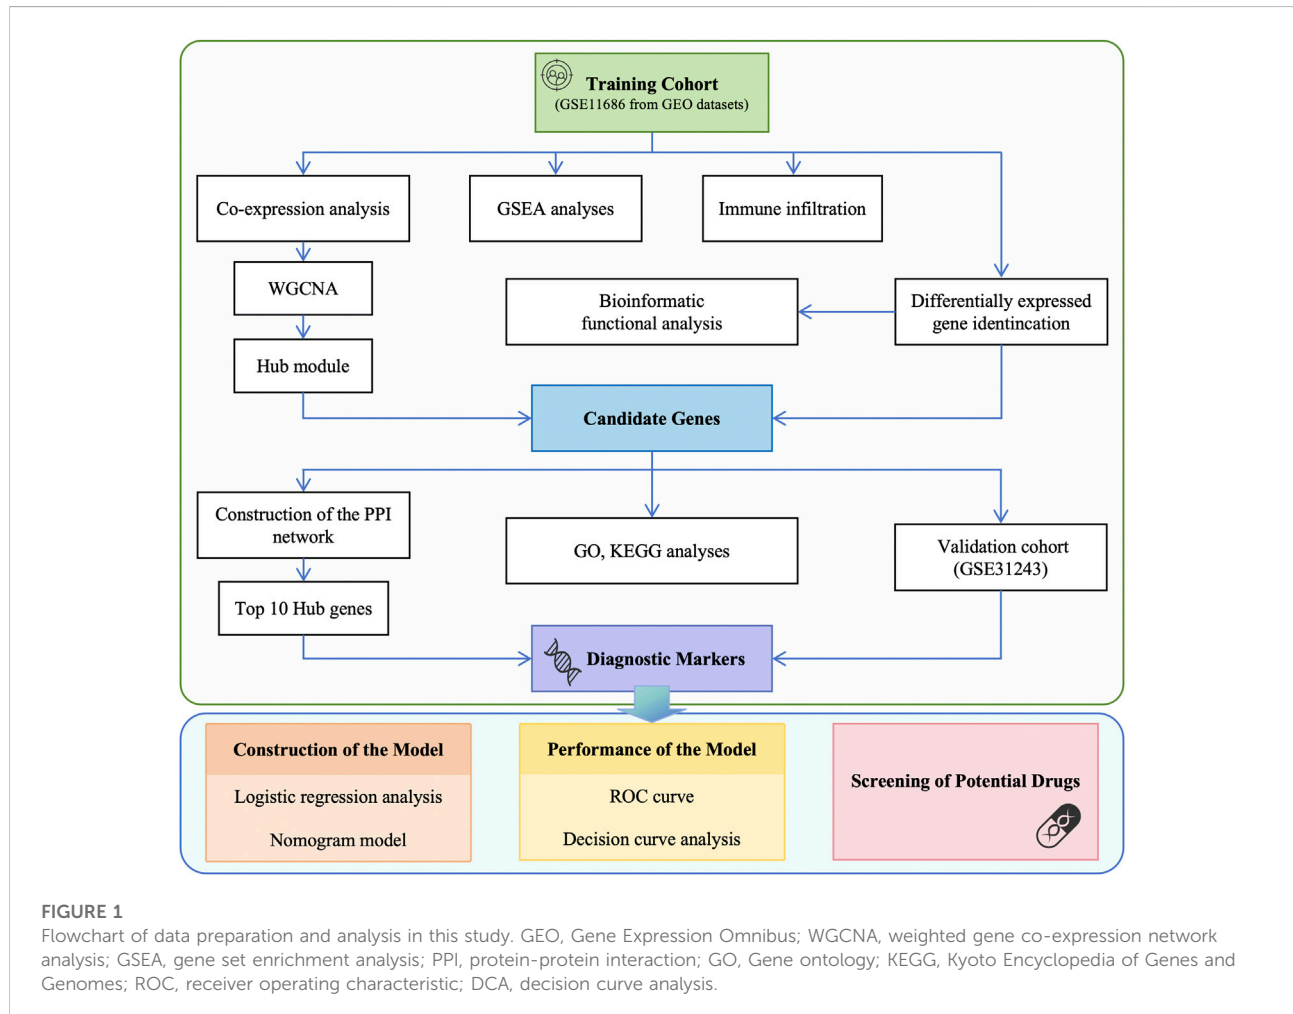 Training Cohort
(GSE11686 from GEO datasets)
Co-expression analysis
GSEA analyses
Immune infiltration
WGCNA
Bioinformatic
functional analysis
Differentially expressed
gene identincation
Hub module
Candidate Genes
Construction of the PPI
network
GO, KEGG analyses
Validation cohort
(GSE31243)
Top 10 Hub genes
Diagnostic Markers
Construction of the Model
Logistic regression analysis
Nomogram model
Performance of the Model
ROC curve
Decision curve analysis
Screening of Potential Drugs
FIGURE 1
Flowchart of data preparation and analysis in this study. GEO, Gene Expression Omnibus; WGCNA, weighted gene co-expression network
analysis; GSEA, gene set enrichment analysis; PPI, protein-protein interaction; GO, Gene ontology; KEGG, Kyoto Encyclopedia of Genes and
Genomes; ROC, receiver operating characteristic; DCA, decision curve analysis.